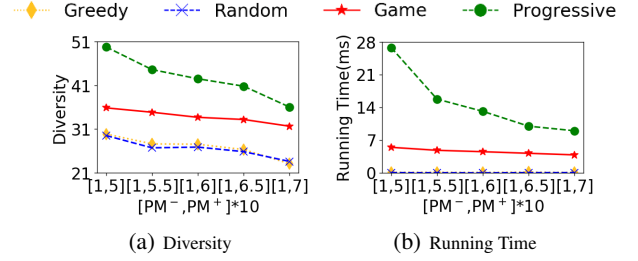 Greedy Random Game Progressive
51
41
31
21
Diversity
[1,5] [1,5.5] [1,6] [1,6.5] [1,7]
[PM⁻,PM⁺]*10
(a) Diversity
28
21
14
7
0
Running Time(ms)
[1,5] [1,5.5] [1,6] [1,6.5] [1,7]
[PM⁻,PM⁺]*10
(b) Running Time